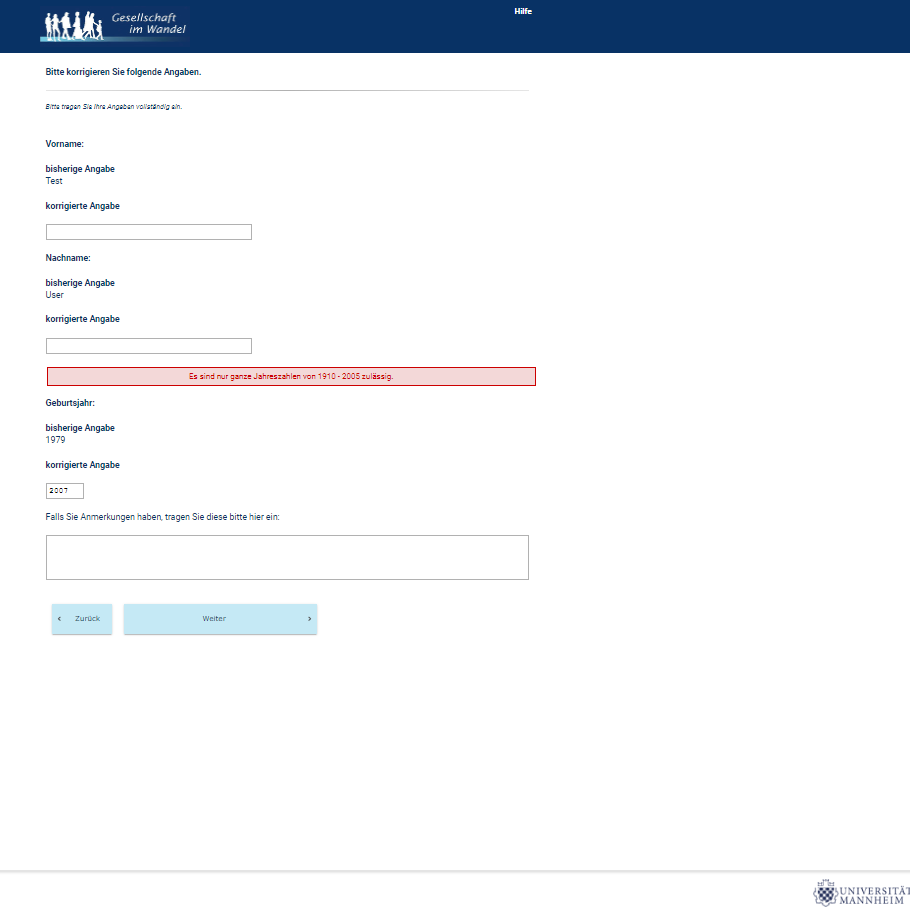 Gesellschaft
im Wandel
Hilfe
Bitte korrigieren Sie folgende Angaben.
Bitte tragen Sie Ihre Angaben vollständig ein.
Vorname:
bisherige Angabe
Test
korrigierte Angabe
Nachname:
bisherige Angabe
User
korrigierte Angabe
Es sind nur ganze Jahreszahlen von 1910 - 2005 zulässig.
Geburtsjahr:
bisherige Angabe
1979
korrigierte Angabe
2007
Falls Sie Anmerkungen haben, tragen Sie diese bitte hier ein:
‹ Zurück
Weiter ›
UNIVERSITÄT
MANNHEIM